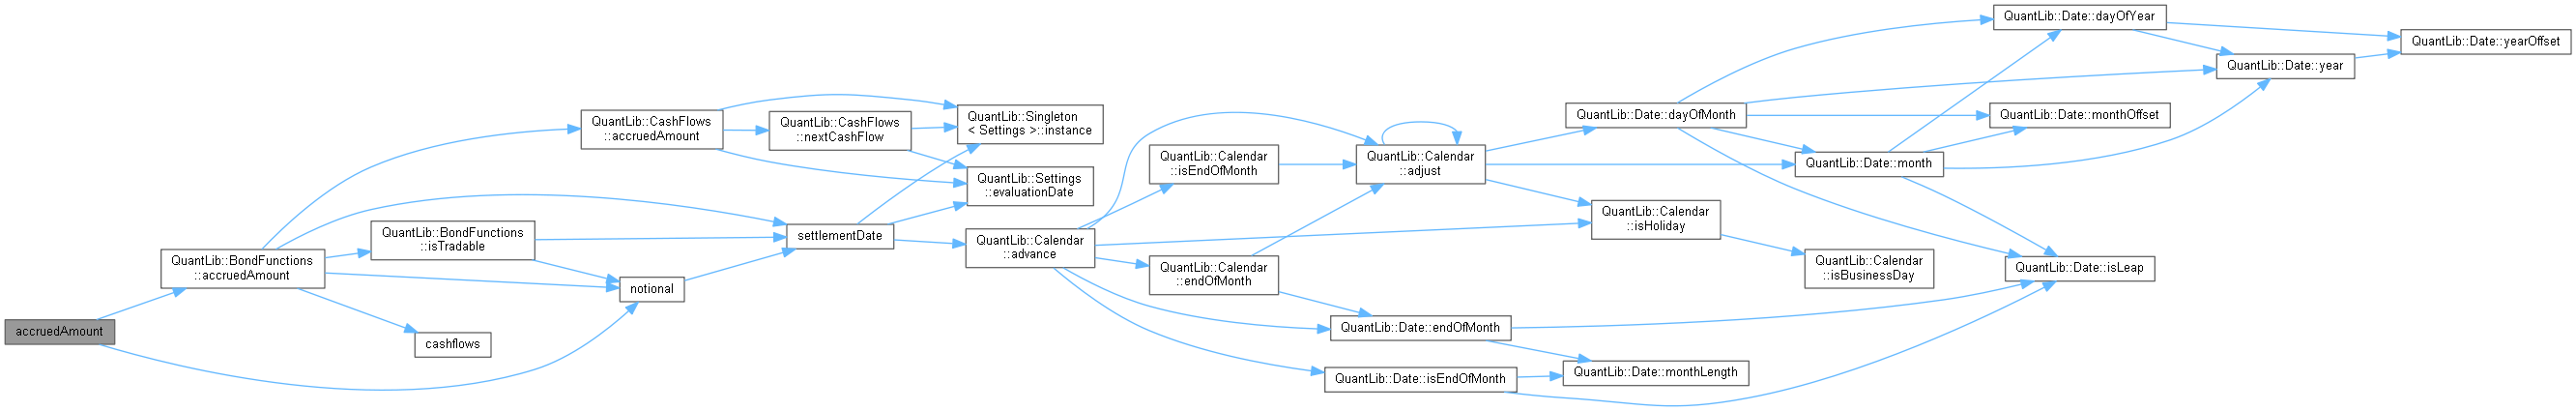 accruedAmount
QuantLib::BondFunctions
::accruedAmount
QuantLib::CashFlows
::accruedAmount
QuantLib::BondFunctions
::isTradable
notional
cashflows
QuantLib::CashFlows
::nextCashFlow
settlementDate
QuantLib::Singleton
< Settings >::instance
QuantLib::Settings
::evaluationDate
QuantLib::Calendar
::advance
QuantLib::Calendar
::isEndOfMonth
QuantLib::Calendar
::endOfMonth
QuantLib::Calendar
::adjust
QuantLib::Date::endOfMonth
QuantLib::Date::isEndOfMonth
QuantLib::Date::dayOfMonth
QuantLib::Calendar
::isHoliday
QuantLib::Date::monthLength
QuantLib::Date::month
QuantLib::Calendar
::isBusinessDay
QuantLib::Date::dayOfYear
QuantLib::Date::monthOffset
QuantLib::Date::isLeap
QuantLib::Date::year
QuantLib::Date::yearOffset